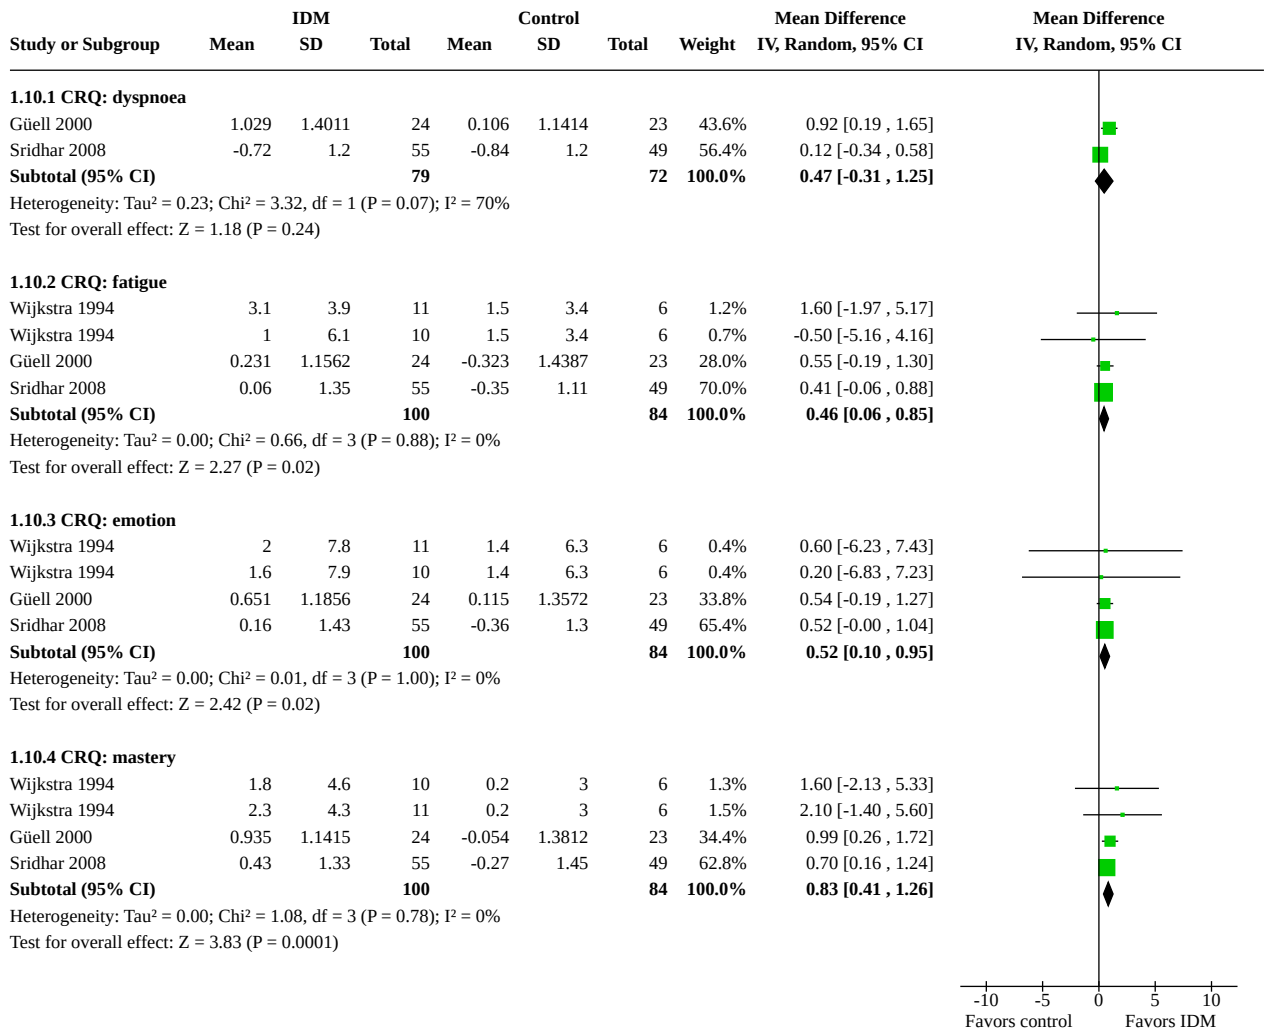 IDM Control Mean Difference Mean Difference
Study or Subgroup Mean SD Total Mean SD Total Weight IV, Random, 95% CI IV, Random, 95% CI
1.10.1 CRQ: dyspnoea
Güell 2000 1.029 1.4011 24 0.106 1.1414 23 43.6% 0.92 [0.19 , 1.65]
Sridhar 2008 -0.72 1.2 55 -0.84 1.2 49 56.4% 0.12 [-0.34 , 0.58]
Subtotal (95% CI) 79 72 100.0% 0.47 [-0.31 , 1.25]
Heterogeneity: Tau² = 0.23; Chi² = 3.32, df = 1 (P = 0.07); I² = 70%
Test for overall effect: Z = 1.18 (P = 0.24)
1.10.2 CRQ: fatigue
Wijkstra 1994 3.1 3.9 11 1.5 3.4 6 1.2% 1.60 [-1.97 , 5.17]
Wijkstra 1994 1 6.1 10 1.5 3.4 6 0.7% -0.50 [-5.16 , 4.16]
Güell 2000 0.231 1.1562 24 -0.323 1.4387 23 28.0% 0.55 [-0.19 , 1.30]
Sridhar 2008 0.06 1.35 55 -0.35 1.11 49 70.0% 0.41 [-0.06 , 0.88]
Subtotal (95% CI) 100 84 100.0% 0.46 [0.06 , 0.85]
Heterogeneity: Tau² = 0.00; Chi² = 0.66, df = 3 (P = 0.88); I² = 0%
Test for overall effect: Z = 2.27 (P = 0.02)
1.10.3 CRQ: emotion
Wijkstra 1994 2 7.8 11 1.4 6.3 6 0.4% 0.60 [-6.23 , 7.43]
Wijkstra 1994 1.6 7.9 10 1.4 6.3 6 0.4% 0.20 [-6.83 , 7.23]
Güell 2000 0.651 1.1856 24 0.115 1.3572 23 33.8% 0.54 [-0.19 , 1.27]
Sridhar 2008 0.16 1.43 55 -0.36 1.3 49 65.4% 0.52 [-0.00 , 1.04]
Subtotal (95% CI) 100 84 100.0% 0.52 [0.10 , 0.95]
Heterogeneity: Tau² = 0.00; Chi² = 0.01, df = 3 (P = 1.00); I² = 0%
Test for overall effect: Z = 2.42 (P = 0.02)
1.10.4 CRQ: mastery
Wijkstra 1994 1.8 4.6 10 0.2 3 6 1.3% 1.60 [-2.13 , 5.33]
Wijkstra 1994 2.3 4.3 11 0.2 3 6 1.5% 2.10 [-1.40 , 5.60]
Güell 2000 0.935 1.1415 24 -0.054 1.3812 23 34.4% 0.99 [0.26 , 1.72]
Sridhar 2008 0.43 1.33 55 -0.27 1.45 49 62.8% 0.70 [0.16 , 1.24]
Subtotal (95% CI) 100 84 100.0% 0.83 [0.41 , 1.26]
Heterogeneity: Tau² = 0.00; Chi² = 1.08, df = 3 (P = 0.78); I² = 0%
Test for overall effect: Z = 3.83 (P = 0.0001)
-10 -5 0 5 10
Favors control Favors IDM